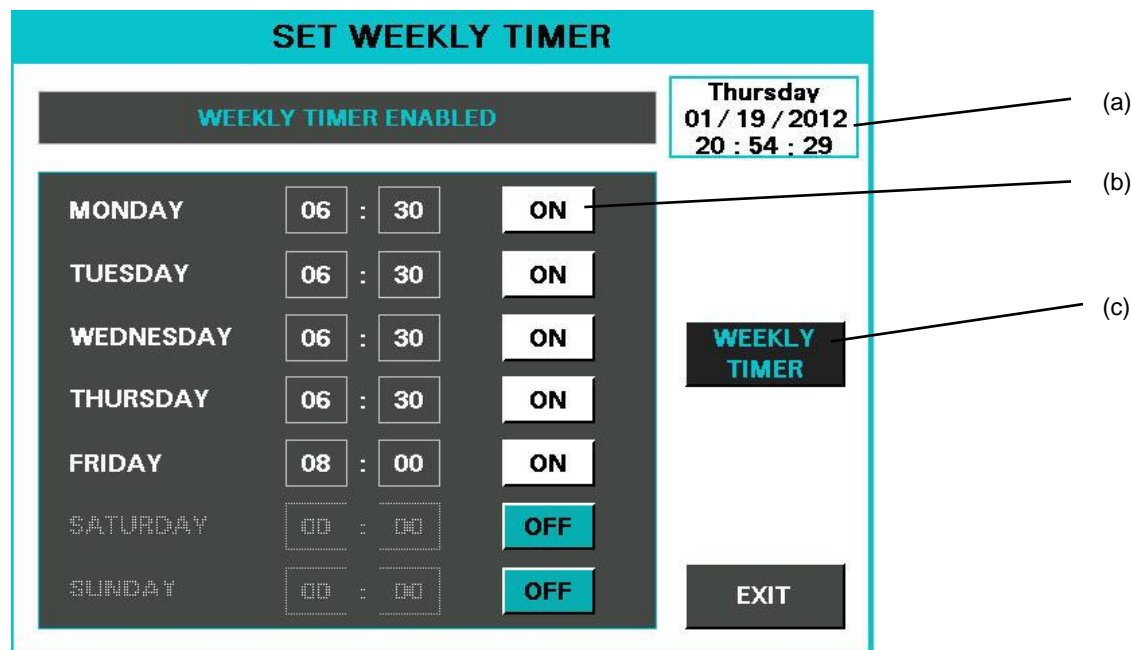 SET WEEKLY TIMER
WEEKLY TIMER ENABLED
Thursday
01 / 19 / 2012
20 : 54 : 29
(a)
MONDAY 06 : 30 ON
(b)
TUESDAY 06 : 30 ON
WEDNESDAY 06 : 30 ON
WEEKLY
TIMER
(c)
THURSDAY 06 : 30 ON
FRIDAY 08 : 00 ON
SATURDAY 00 : 00 OFF
SUNDAY 00 : 00 OFF
EXIT